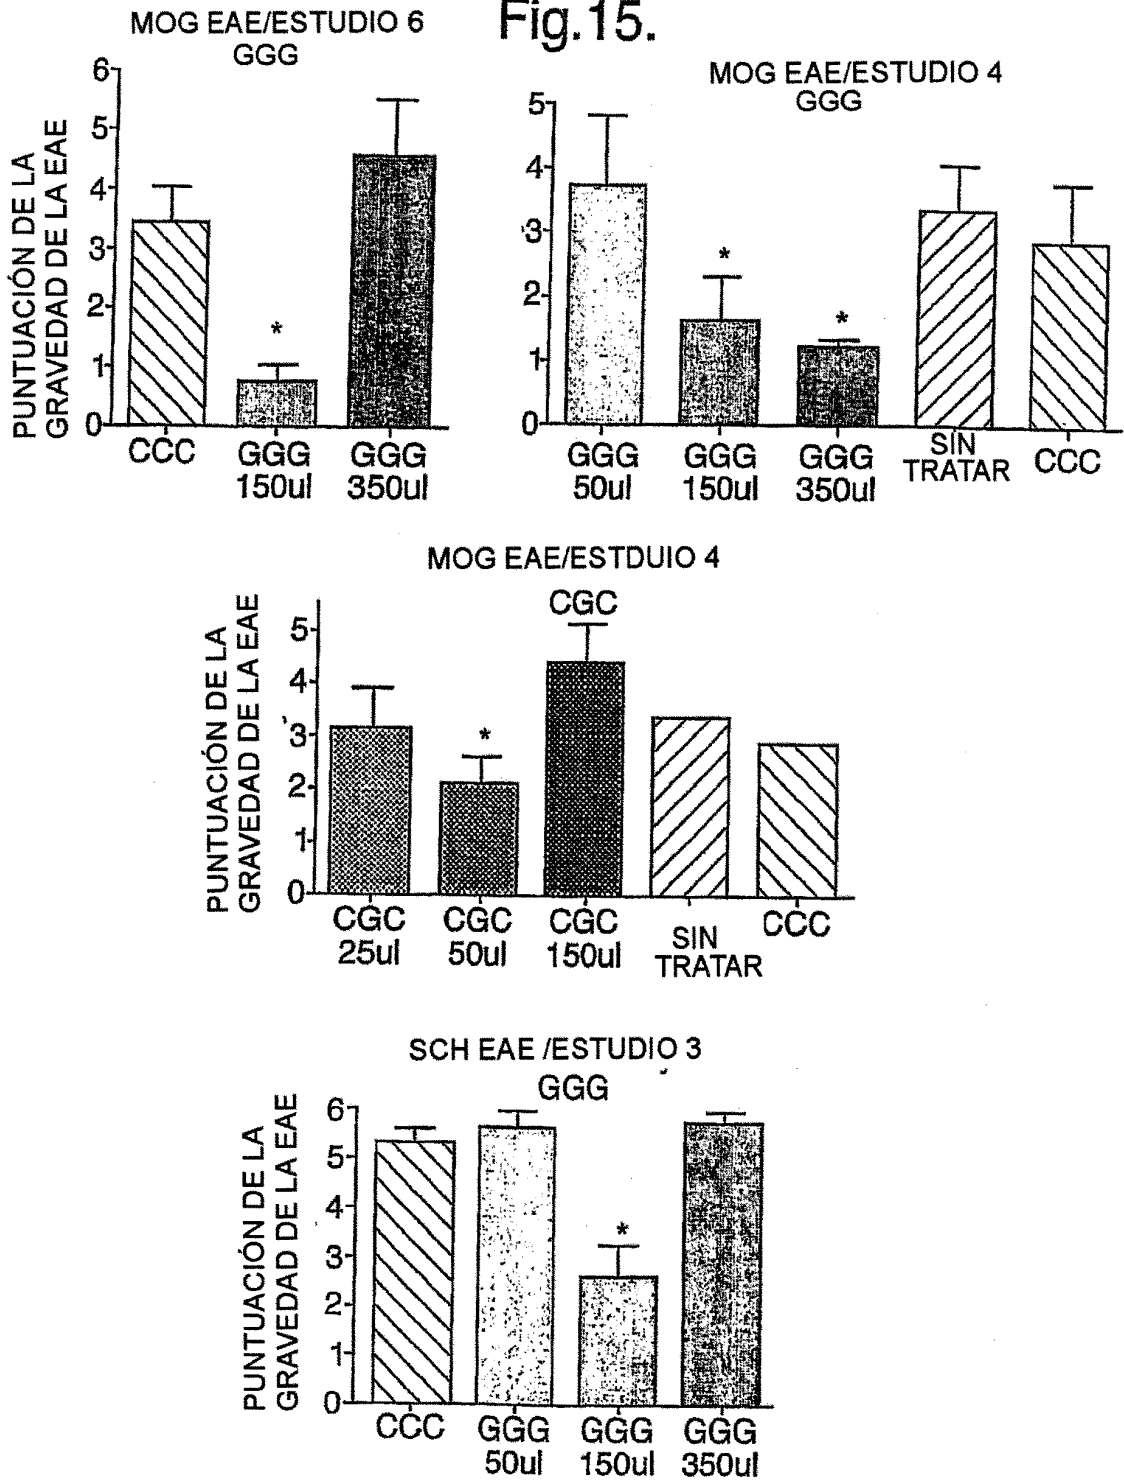 Fig.15.
MOG EAE/ESTUDIO 6
GGG
PUNTUACIÓN DE LA
GRAVEDAD DE LA EAE
6
5
4
3
2
1
0
*
CCC GGG GGG
150ul 350ul
MOG EAE/ESTUDIO 4
GGG
5
4
3
2
1
0
* *
GGG GGG GGG SIN CCC
50ul 150ul 350ul TRATAR
MOG EAE/ESTDUIO 4
CGC
PUNTUACIÓN DE LA
GRAVEDAD DE LA EAE
5
4
3
2
1
0
*
CGC CGC CGC SIN CCC
25ul 50ul 150ul TRATAR
SCH EAE /ESTUDIO 3
GGG
PUNTUACIÓN DE LA
GRAVEDAD DE LA EAE
6
5
4
3
2
1
0
*
CCC GGG GGG GGG
50ul 150ul 350ul